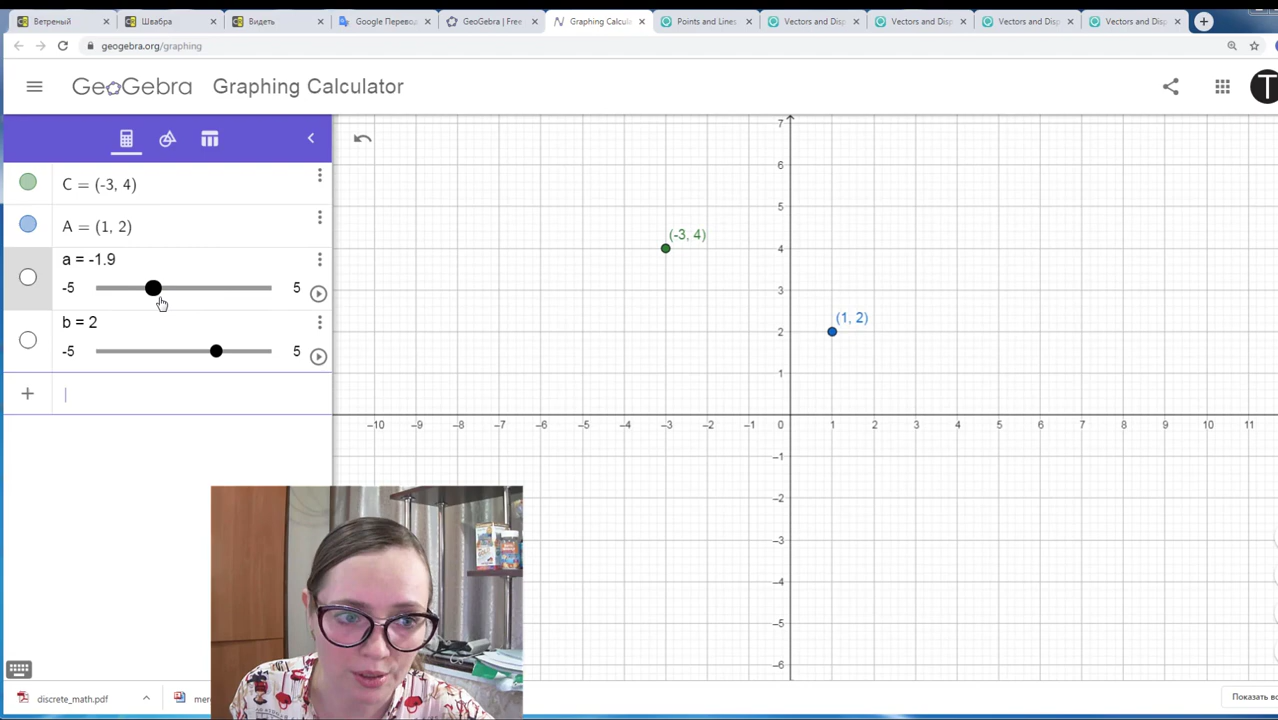 Ветреный
Швабра
Видеть
Google Перевод
GeoGebra | Free
Graphing Calcul
Points and Lines
Vectors and Disp
Vectors and Disp
Vectors and Disp
Vectors and Disp
geogebra.org/graphing
GeoGebra Graphing Calculator
T
C = (-3, 4)
A = (1, 2)
a = -1.9
-5 5
b = 2
-5 5
+
(-3, 4)
(1, 2)
7
6
5
4
3
2
1
–10 –9 –8 –7 –6 –5 –4 –3 –2 –1 0 1 2 3 4 5 6 7 8 9 10 11
–1
–2
–3
–4
–5
–6
discrete_math.pdf
mer
Показать вс